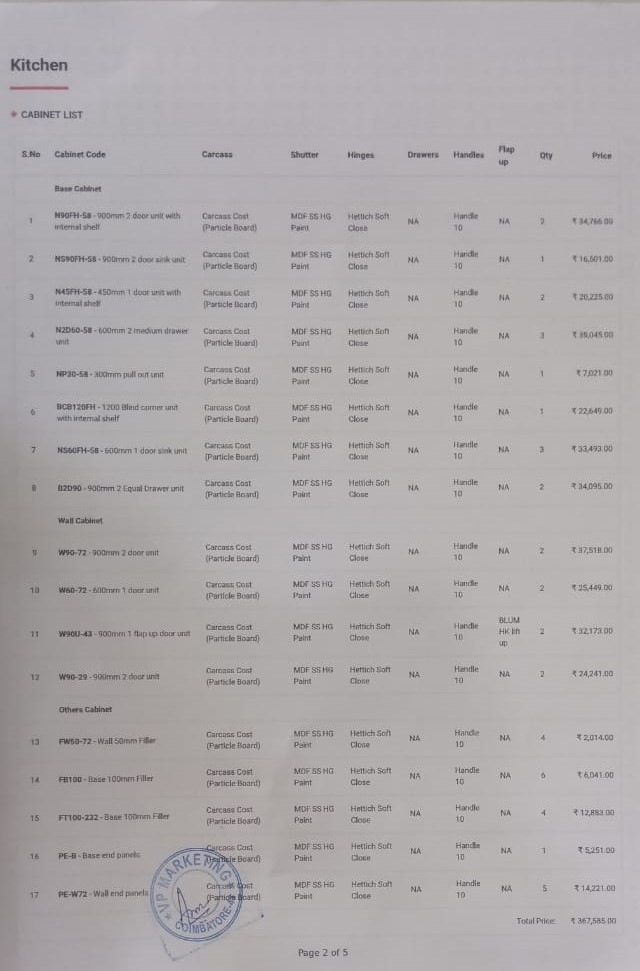 Kitchen
CABINET LIST
S.No Cabinet Code Carcass Shutter Hinges Drawers Handles Flap up Qty Price
Base Cabinet
1 N90FH-58 - 900mm 2 door unit with internal shelf Carcass Cost (Particle Board) MDF SS HG Paint Hettich Soft Close NA Handle 10 NA 2 ₹ 34,766.00
2 NS90FH-58 - 900mm 2 door sink unit Carcass Cost (Particle Board) MDF SS HG Paint Hettich Soft Close NA Handle 10 NA 1 ₹ 16,501.00
3 N45FH-58 - 450mm 1 door unit with internal shelf Carcass Cost (Particle Board) MDF SS HG Paint Hettich Soft Close NA Handle 10 NA 2 ₹ 20,225.00
4 N2D60-58 - 600mm 2 medium drawer unit Carcass Cost (Particle Board) MDF SS HG Paint Hettich Soft Close NA Handle 10 NA 3 ₹ 39,045.00
5 NP30-58 - 300mm pull out unit Carcass Cost (Particle Board) MDF SS HG Paint Hettich Soft Close NA Handle 10 NA 1 ₹ 7,021.00
6 BCB120FH - 1200 Blind corner unit with internal shelf Carcass Cost (Particle Board) MDF SS HG Paint Hettich Soft Close NA Handle 10 NA 1 ₹ 22,649.00
7 NS60FH-58 - 600mm 1 door sink unit Carcass Cost (Particle Board) MDF SS HG Paint Hettich Soft Close NA Handle 10 NA 3 ₹ 33,493.00
8 B2D90 - 900mm 2 Equal Drawer unit Carcass Cost (Particle Board) MDF SS HG Paint Hettich Soft Close NA Handle 10 NA 2 ₹ 34,095.00
Wall Cabinet
9 W90-72 - 900mm 2 door unit Carcass Cost (Particle Board) MDF SS HG Paint Hettich Soft Close NA Handle 10 NA 2 ₹ 37,518.00
10 W60-72 - 600mm 1 door unit Carcass Cost (Particle Board) MDF SS HG Paint Hettich Soft Close NA Handle 10 NA 2 ₹ 25,449.00
11 W90U-43 - 900mm 1 flap up door unit Carcass Cost (Particle Board) MDF SS HG Paint Hettich Soft Close NA Handle 10 BLUM HK lift up 2 ₹ 32,173.00
12 W90-29 - 900mm 2 door unit Carcass Cost (Particle Board) MDF SS HG Paint Hettich Soft Close NA Handle 10 NA 2 ₹ 24,241.00
Others Cabinet
13 FW50-72 - Wall 50mm Filler Carcass Cost (Particle Board) MDF SS HG Paint Hettich Soft Close NA Handle 10 NA 4 ₹ 2,014.00
14 FB100 - Base 100mm Filler Carcass Cost (Particle Board) MDF SS HG Paint Hettich Soft Close NA Handle 10 NA 6 ₹ 6,041.00
15 FT100-232 - Base 100mm Filler Carcass Cost (Particle Board) MDF SS HG Paint Hettich Soft Close NA Handle 10 NA 4 ₹ 12,883.00
16 PE-B - Base end panels Carcass Cost (Particle Board) MDF SS HG Paint Hettich Soft Close NA Handle 10 NA 1 ₹ 5,251.00
17 PE-W72 - Wall end panels Carcass Cost (Particle Board) MDF SS HG Paint Hettich Soft Close NA Handle 10 NA 5 ₹ 14,221.00
VP MARKETING
COIMBATORE
Total Price: ₹ 367,585.00
Page 2 of 5